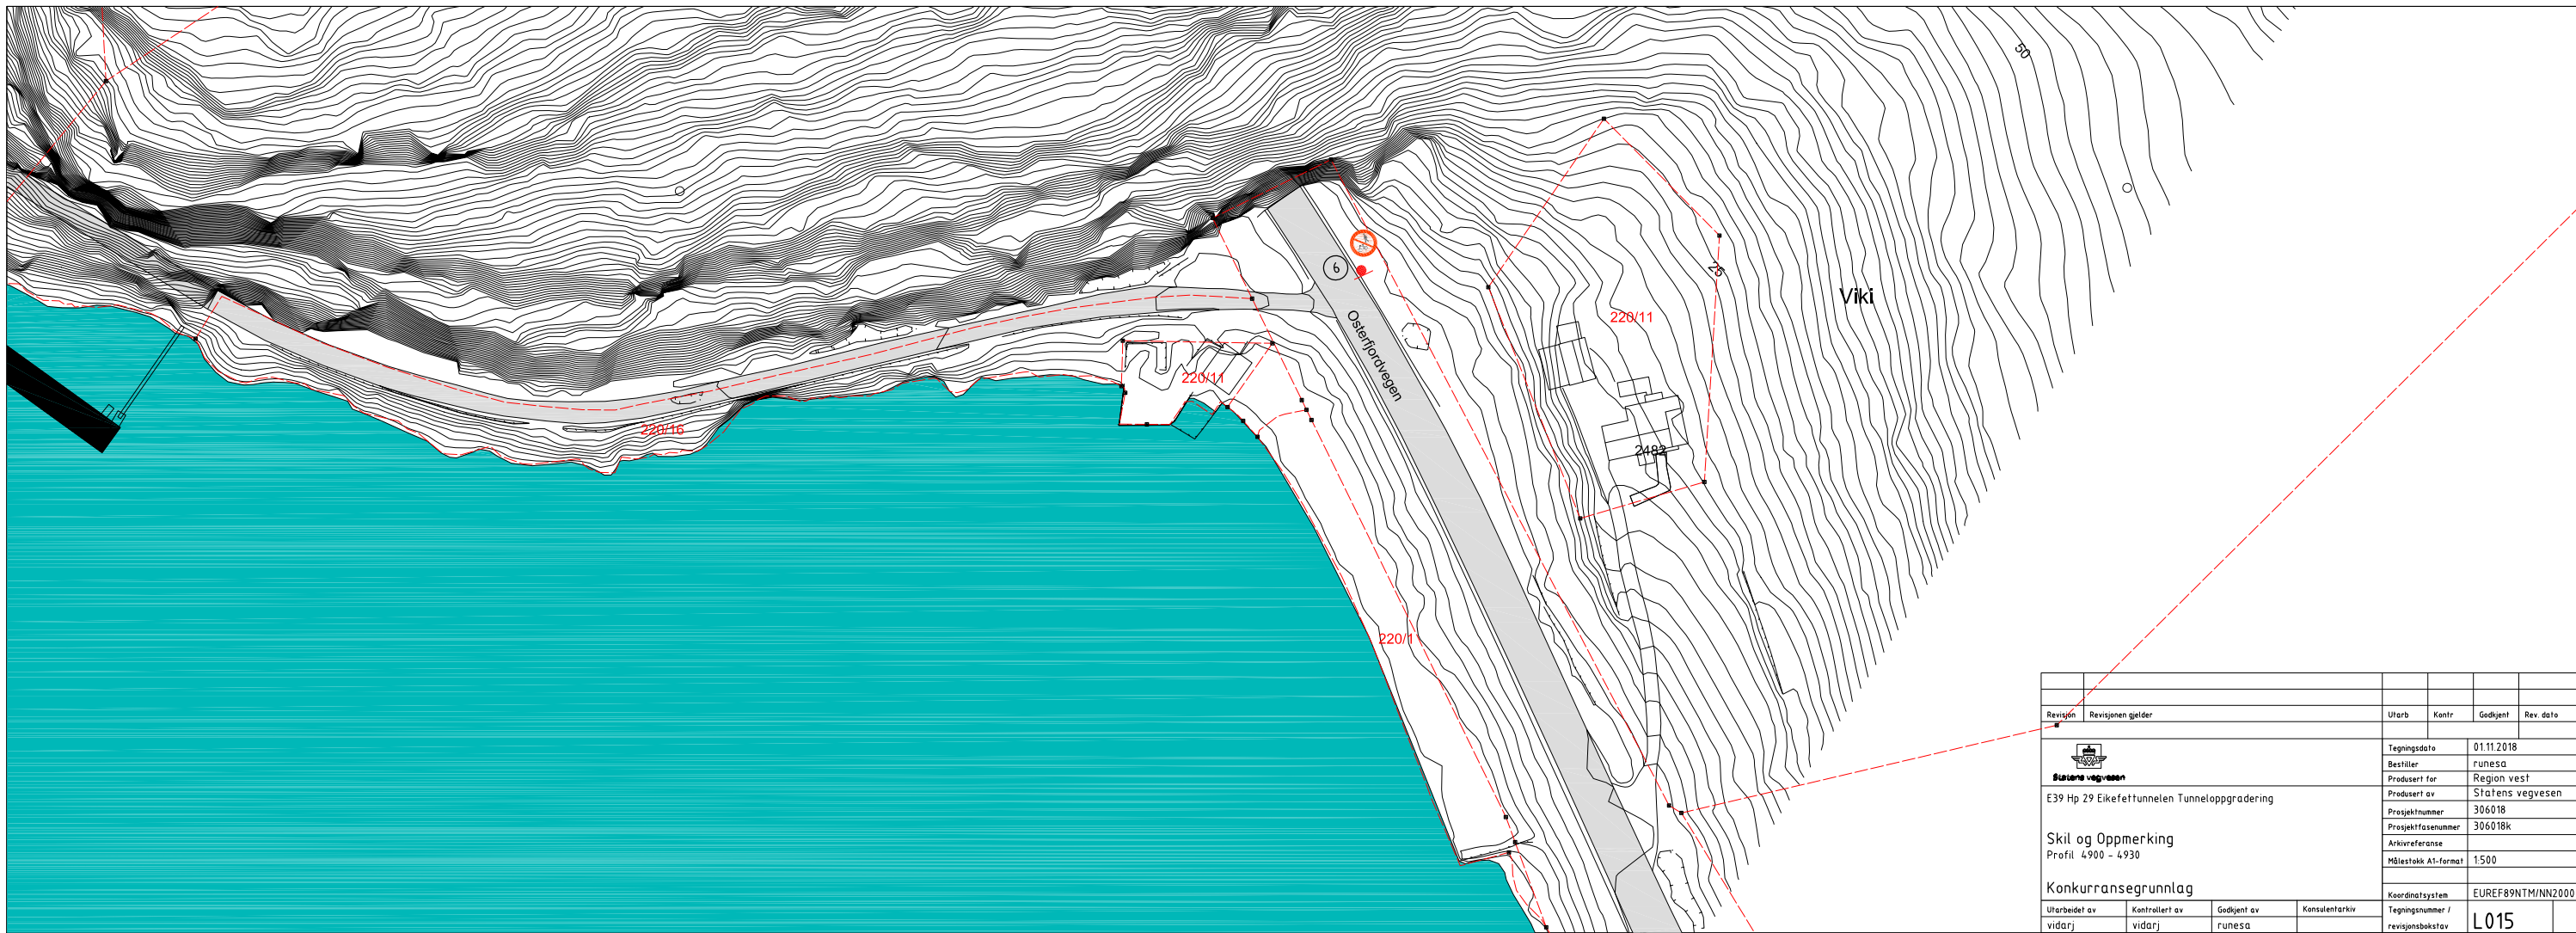 50
25
Viki
220/11
6
Osterfjordvegen
220/11
220/16
2482
220/1
Revisjon Revisjonen gjelder Utarb Kontr Godkjent Rev. dato
Statens vegvesen
Tegningsdato 01.11.2018
Bestiller runesa
Produsert for Region vest
Produsert av Statens vegvesen
Prosjektnummer 306018
Prosjektfasenummer 306018k
Arkivreferanse
Målestokk A1-format 1:500
Koordinatsystem EUREF89NTM/NN2000
E39 Hp 29 Eikefettunnelen Tunneloppgradering
Skil og Oppmerking
Profil 4900 - 4930
Konkurransegrunnlag
Utarbeidet av Kontrollert av Godkjent av Konsulentarkiv
vidarj vidarj runesa
Tegningsnummer /
revisjonsbokstav
L015